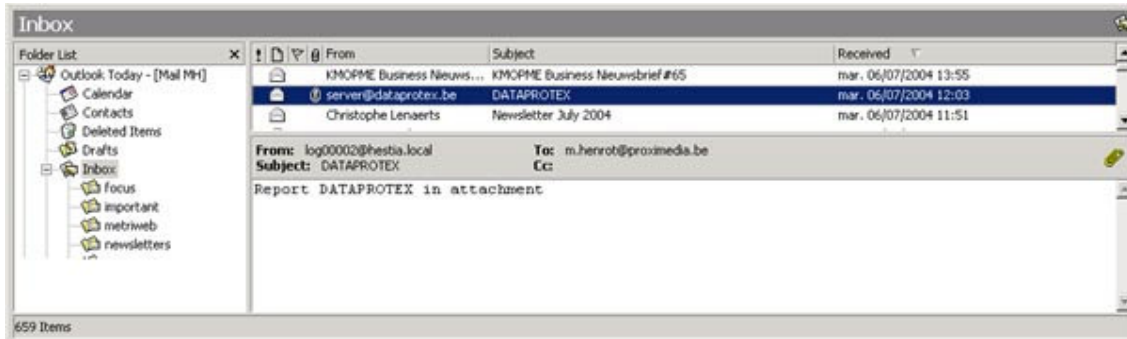 Inbox
Folder List
Outlook Today - [Mail MH]
Calendar
Contacts
Deleted Items
Drafts
Inbox
focus
important
metriweb
newsletters
! From Subject Received
KMOPME Business Nieuws... KMOPME Business Nieuwsbrief #65 mar. 06/07/2004 13:55
server@dataprotex.be DATAPROTEX mar. 06/07/2004 12:03
Christophe Lenaerts Newsletter July 2004 mar. 06/07/2004 11:51
From: log00002@hestia.local To: m.henrot@proximedia.be
Subject: DATAPROTEX Cc:
Report DATAPROTEX in attachment
659 Items